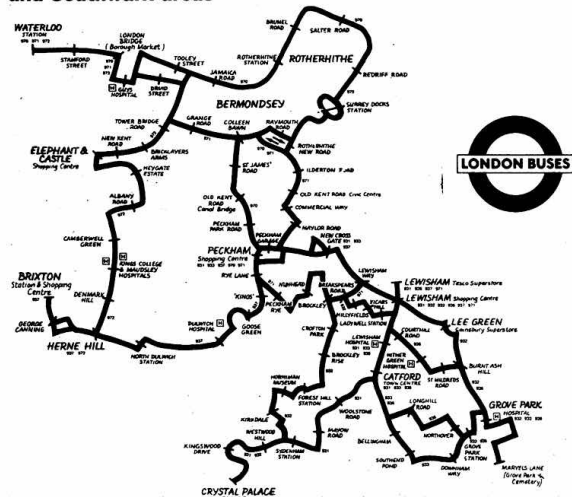 WATERLOO
STATION
970 971 972
STAMFORD STREET
LONDON
BRIDGE
(Borough Market)
GUYS
HOSPITAL
TOOLEY
STREET
DRUID
STREET
JAMAICA
ROAD
ROTHERHITHE
STATION
BRUNEL
ROAD
SALTER ROAD
ROTHERHITHE
REDRIFF ROAD
SURREY DOCKS
STATION
BERMONDSEY
TOWER BRIDGE
ROAD
GRANGE
ROAD
COLLEEN
BAWN
RAYMOUTH
ROAD
ROTHERHITHE
NEW ROAD
NEW KENT
ROAD
BRICKLAYERS
ARMS
ELEPHANT &
CASTLE
Shopping Centre
HEYGATE
ESTATE
ST JAMES'
ROAD
ILDERTON ROAD
ALBANY
ROAD
OLD KENT
ROAD
Canal Bridge
OLD KENT ROAD Civic Centre
COMMERCIAL WAY
LONDON BUSES
PECKHAM
PARK ROAD
NAYLOR ROAD
CAMBERWELL
GREEN
PECKHAM
GARAGE
NEW CROSS
GATE
PECKHAM
Shopping Centre
KINGS COLLEGE
& MAUDSLEY
HOSPITALS
RYE LANE
LEWISHAM
WAY
LEWISHAM Tesco Superstore
BRIXTON
Station & Shopping
Centre
NUNHEAD
BREAKSPEARS
ROAD
LEWISHAM Shopping Centre
'KINGS'
PECKHAM
RYE
BROCKLEY
VICARS
HILL
HILLYFIELDS
LADYWELL STATION
LEE GREEN
Sainsbury Superstore
DENMARK
HILL
GEORGE
CANNING
DULWICH
HOSPITAL
GOOSE
GREEN
CROFTON
PARK
LEWISHAM
HOSPITAL
COURTHILL
ROAD
HERNE HILL
HITHER
GREEN
HOSPITAL
NORTH DULWICH
STATION
BROCKLEY
RISE
CATFORD
TOWN CENTRE
ST MILDREDS
ROAD
BURNT ASH
HILL
HORNIMAN
MUSEUM
FOREST HILL
STATION
WOOLSTONE
ROAD
LONGHILL
ROAD
GROVE PARK
HOSPITAL
KIRKDALE
WESTWOOD
HILL
MAYOW
ROAD
BELLINGHAM
NORTHOVER
GROVE
PARK
STATION
KINGSWOOD
DRIVE
SYDENHAM
STATION
SOUTHEND
POND
DOWNHAM WAY
MARVELS LANE
(Grove Park
Cemetery)
CRYSTAL PALACE